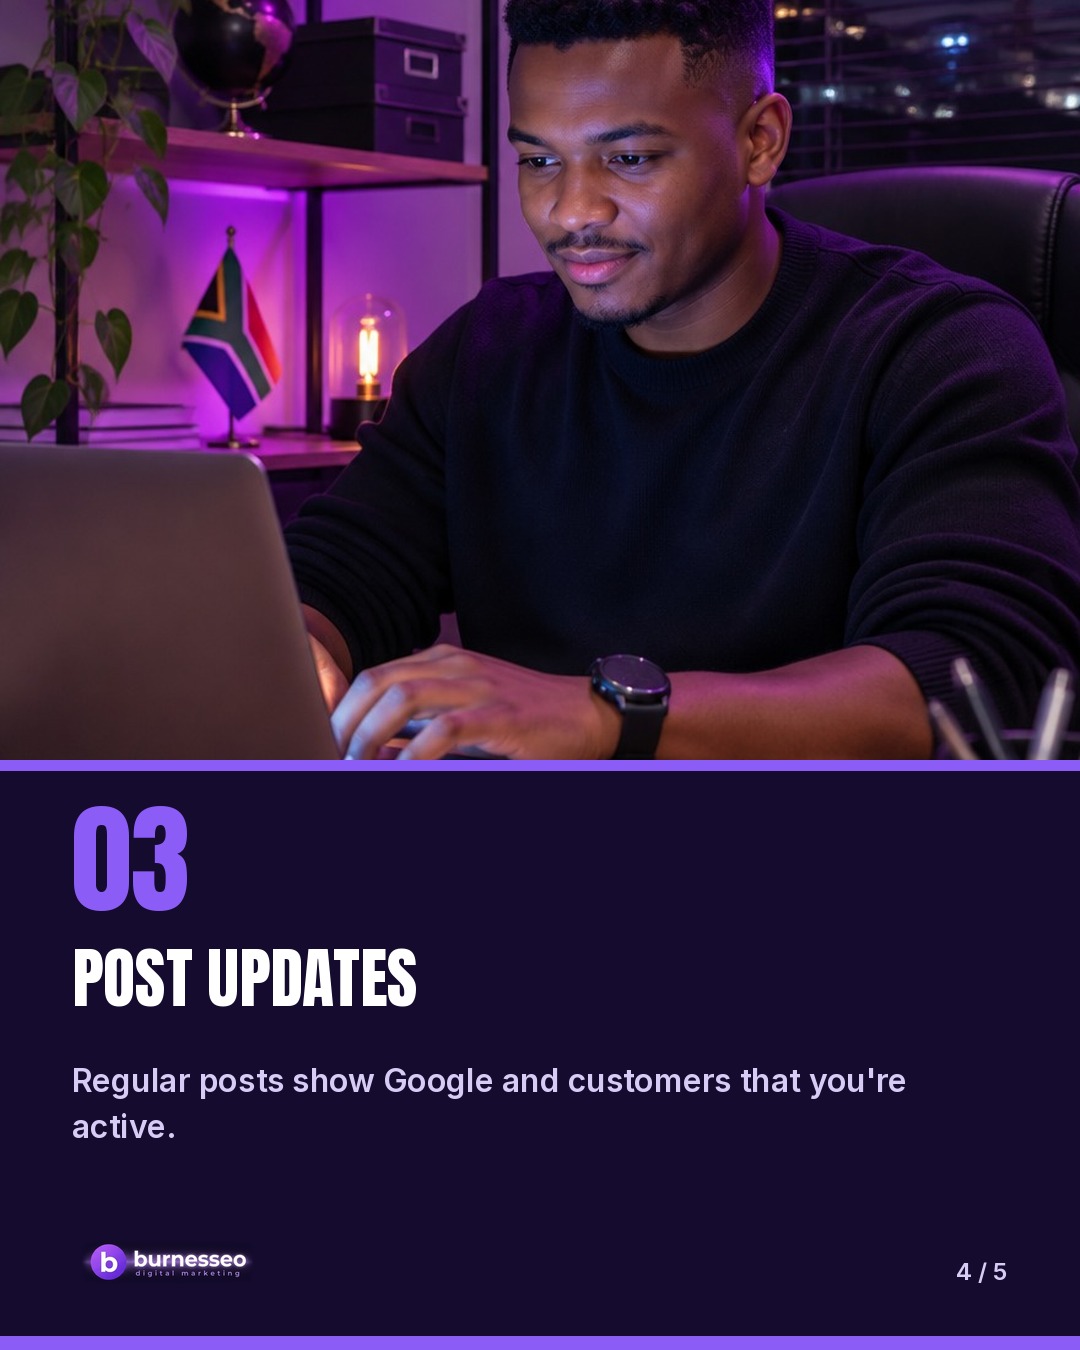 03
POST UPDATES
Regular posts show Google and customers that you're
active.
b burnesseo
digital marketing
4 / 5